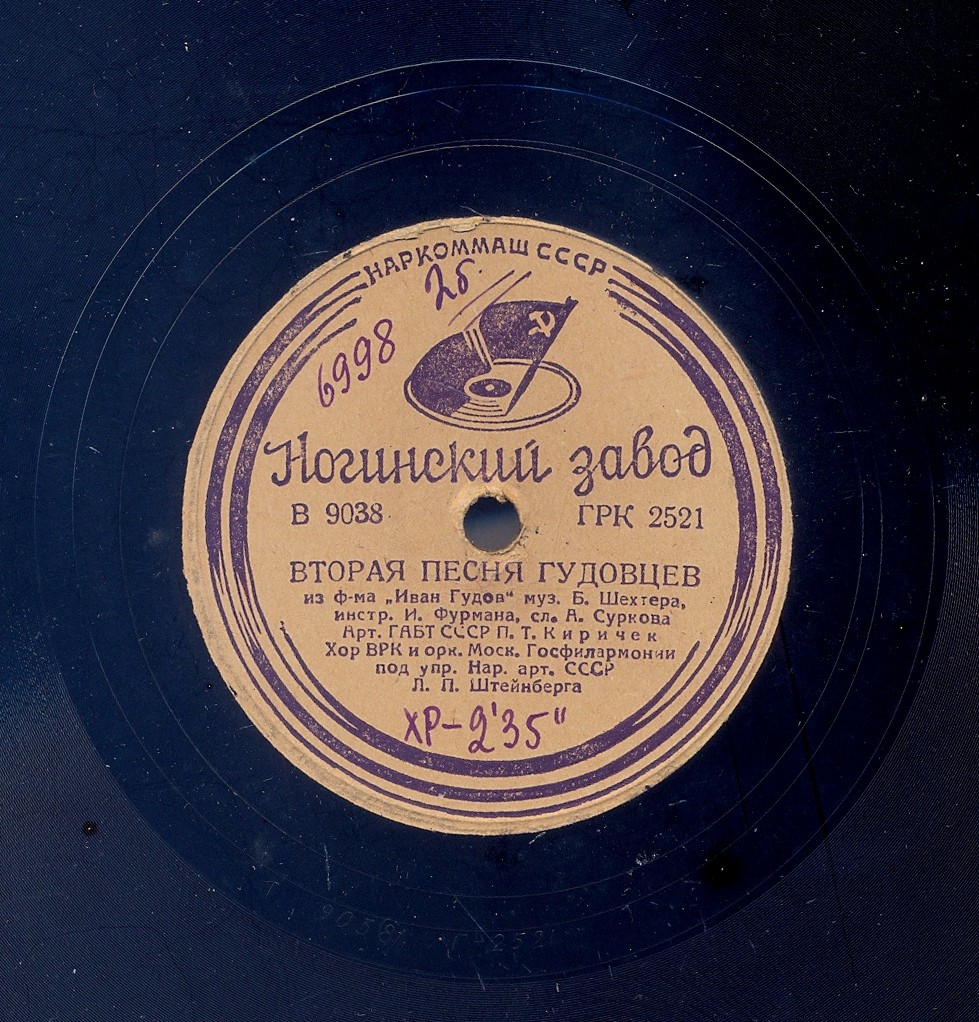 НАРКОММАШ СССР
2б.
6998
Ногинский завод
В 9038 ГРК 2521
ВТОРАЯ ПЕСНЯ ГУДОВЦЕВ
из ф-ма „Иван Гудов“ муз. Б. Шехтера,
инстр. И. Фурмана, сл. А. Суркова
Арт. ГАБТ СССР П. Т. Киричек
Хор ВРК и орк. Моск. Госфилармонии
под упр. Нар. арт. СССР
Л. П. Штейнберга
ХР-2'35"